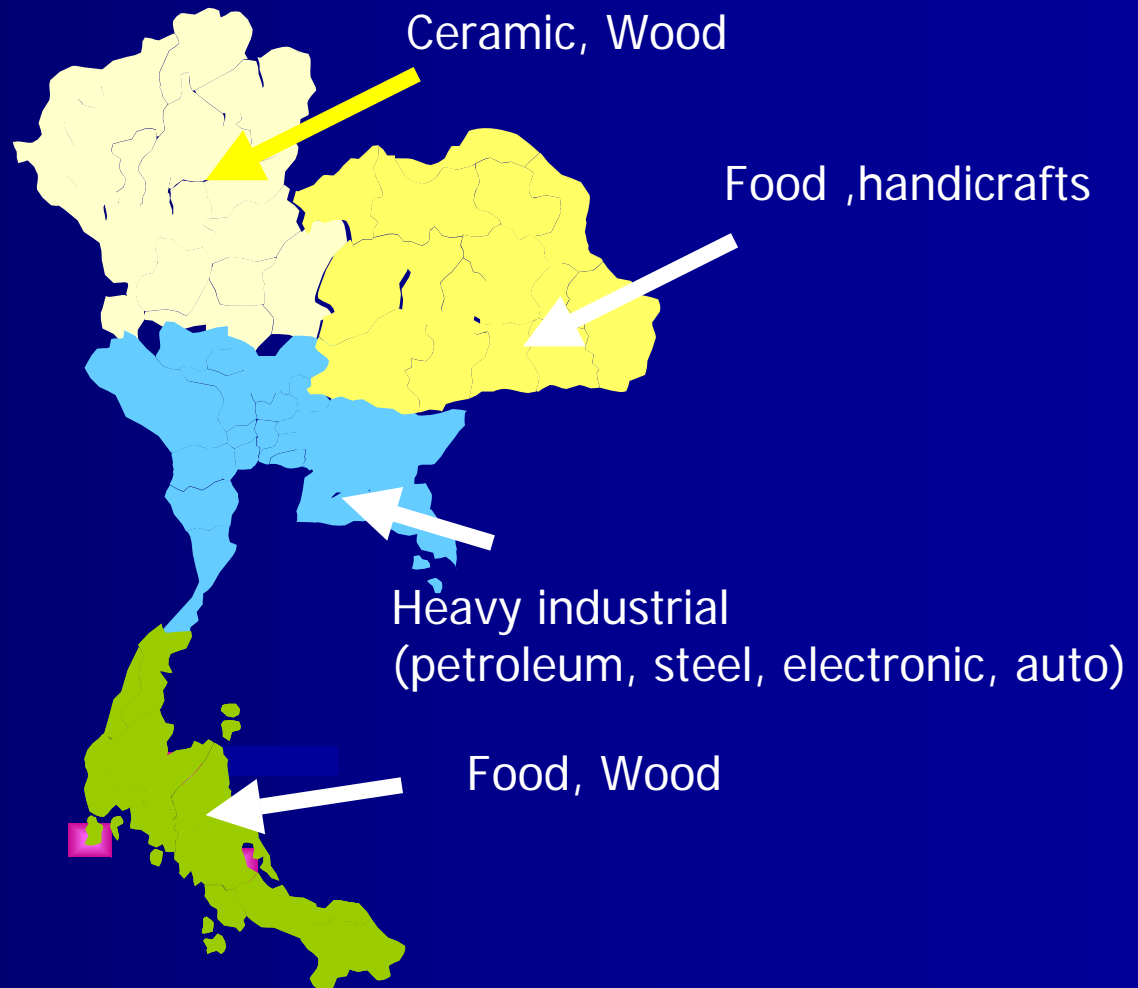 Ceramic, Wood
Food ,handicrafts
Heavy industrial
(petroleum, steel, electronic, auto)
Food, Wood